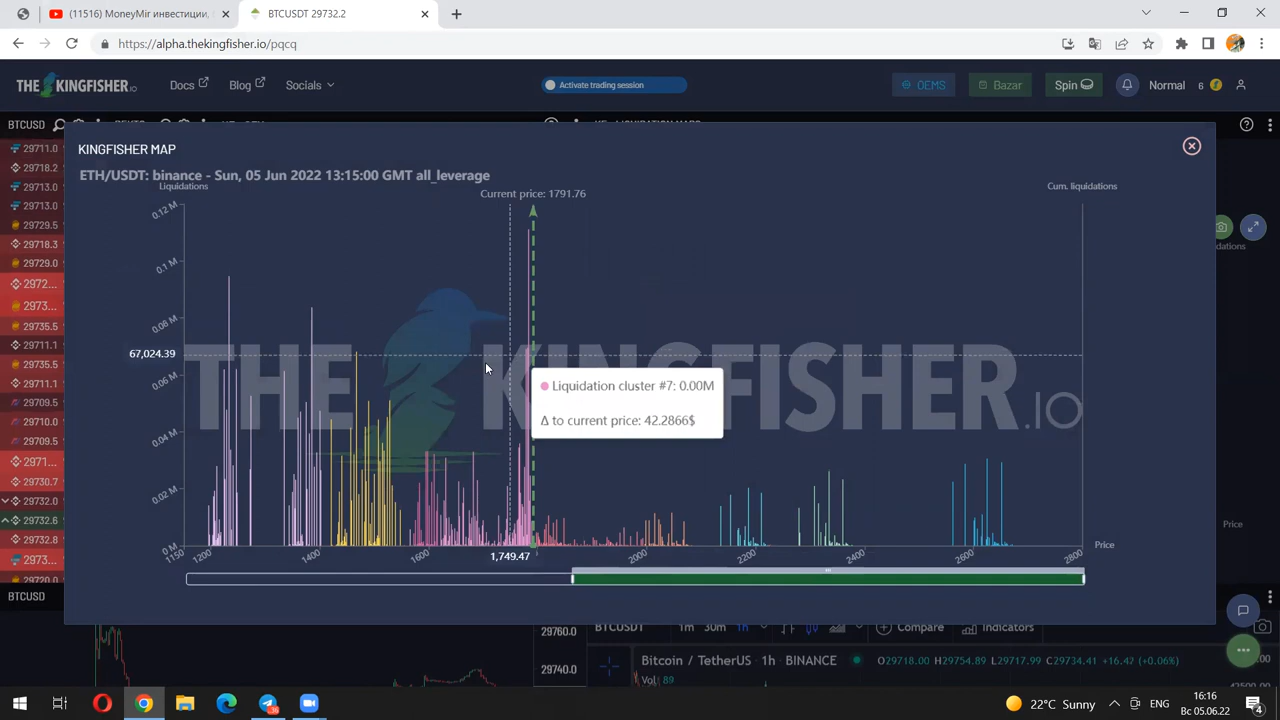 (11516) MoneyMir инвестиции,
BTCUSDT 29732.2
https://alpha.thekingfisher.io/pqcq
THE KINGFISHER.IO
Docs
Blog
Socials
Activate trading session
OEMS
Bazar
Spin
Normal
6
BTCUSD
KINGFISHER MAP
ETH/USDT: binance - Sun, 05 Jun 2022 13:15:00 GMT all_leverage
Liquidations
Current price: 1791.76
Cum. liquidations
0.12 M
0.1 M
0.08 M
67,024.39
0.06 M
0.04 M
0.02 M
0 M
THE KINGFISHER.IO
Liquidation cluster #7: 0.00M
Δ to current price: 42.2866$
1150
1200
1400
1600
1,749.47
2000
2200
2400
2600
2800
Price
29711.0
29718.2
29713.0
29713.0
29729.5
29718.3
29729.0
2972...
2973...
29735.5
29711.1
29735.5
29711.1
29709.5
29710.0
29709.5
2971...
29730.7
29732.0
29732.6
29732.8
2973...
29720.0
Price
BTCUSD
29760.0
29740.0
BTCUSDT
1m
30m
1h
Compare
Indicators
Bitcoin / TetherUS · 1h · BINANCE
O29718.00 H29754.89 L29717.99 C29734.41 +16.42 (+0.06%)
Vol 89
22°C Sunny
ENG
16:16
Вс 05.06.22
4